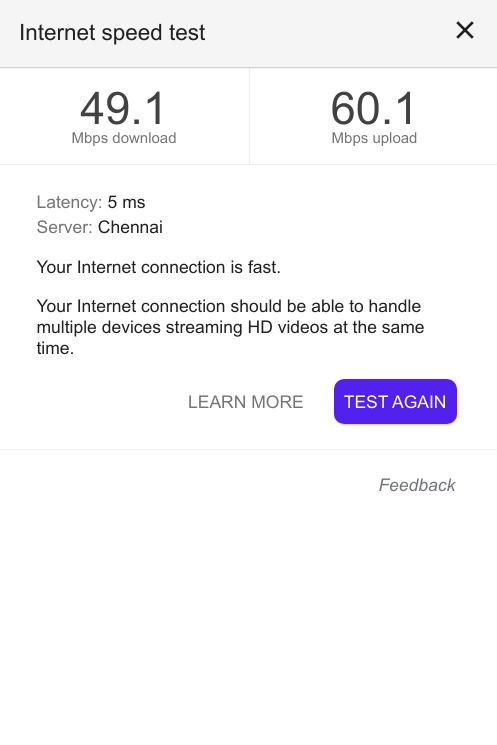 Internet speed test
49.1
Mbps download
60.1
Mbps upload
Latency: 5 ms
Server: Chennai
Your Internet connection is fast.
Your Internet connection should be able to handle
multiple devices streaming HD videos at the same
time.
LEARN MORE
TEST AGAIN
Feedback